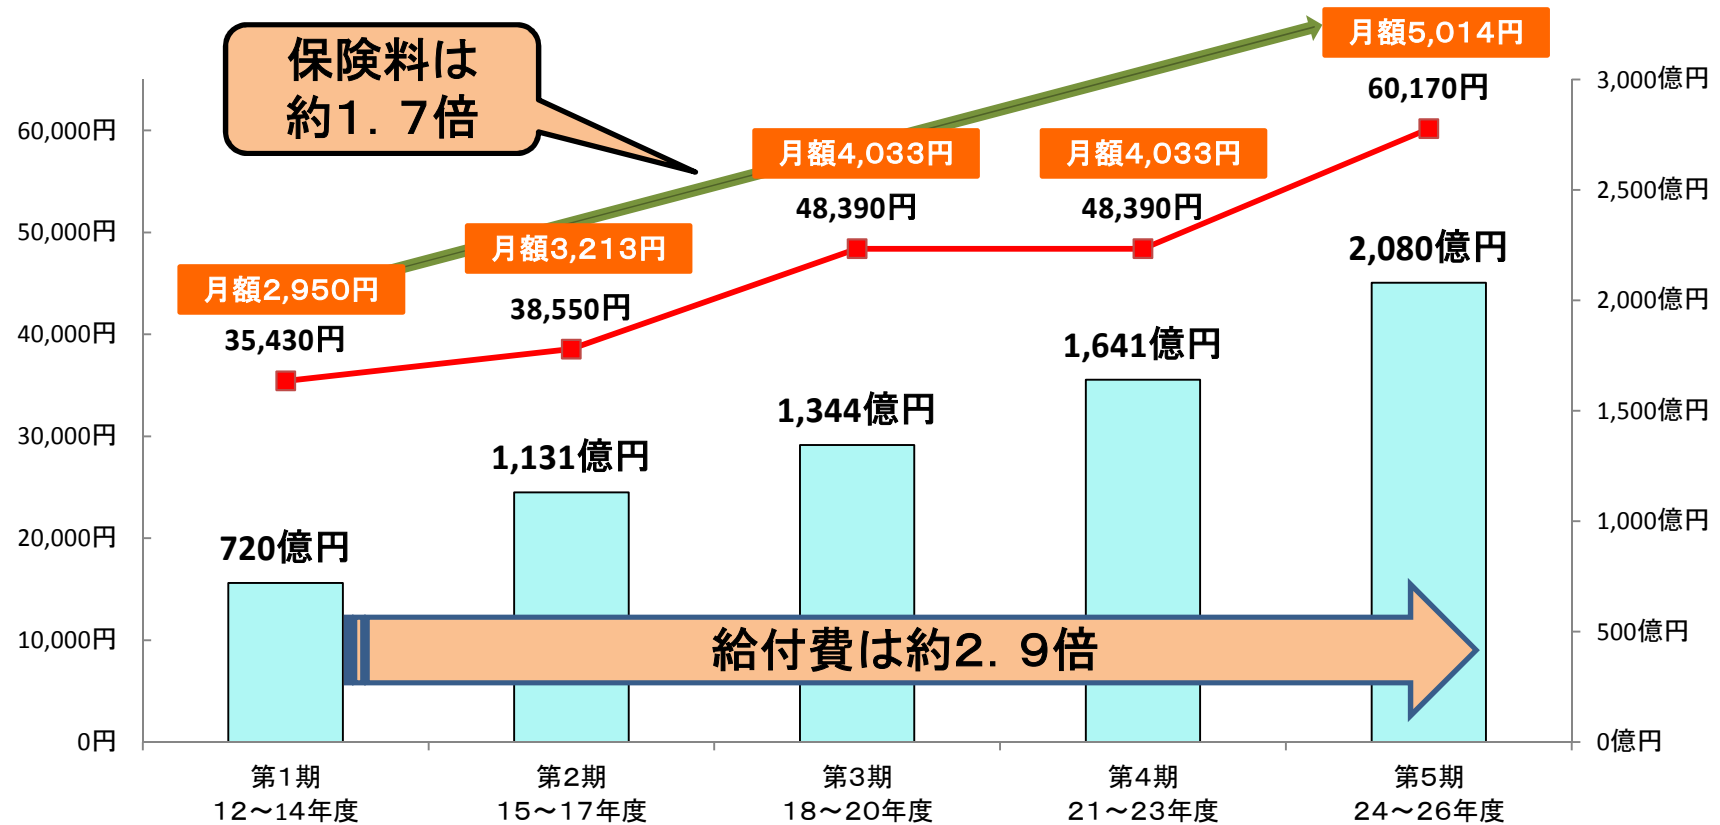 保険料は
約1．7倍
月額5,014円
60,170円
月額4,033円
月額4,033円
48,390円
48,390円
月額3,213円
38,550円
月額2,950円
35,430円
60,000円
50,000円
40,000円
30,000円
20,000円
10,000円
0円
3,000億円
2,500億円
2,000億円
1,500億円
1,000億円
500億円
0億円
720億円
1,131億円
1,344億円
1,641億円
2,080億円
給付費は約2．9倍
第1期
12～14年度
第2期
15～17年度
第3期
18～20年度
第4期
21～23年度
第5期
24～26年度